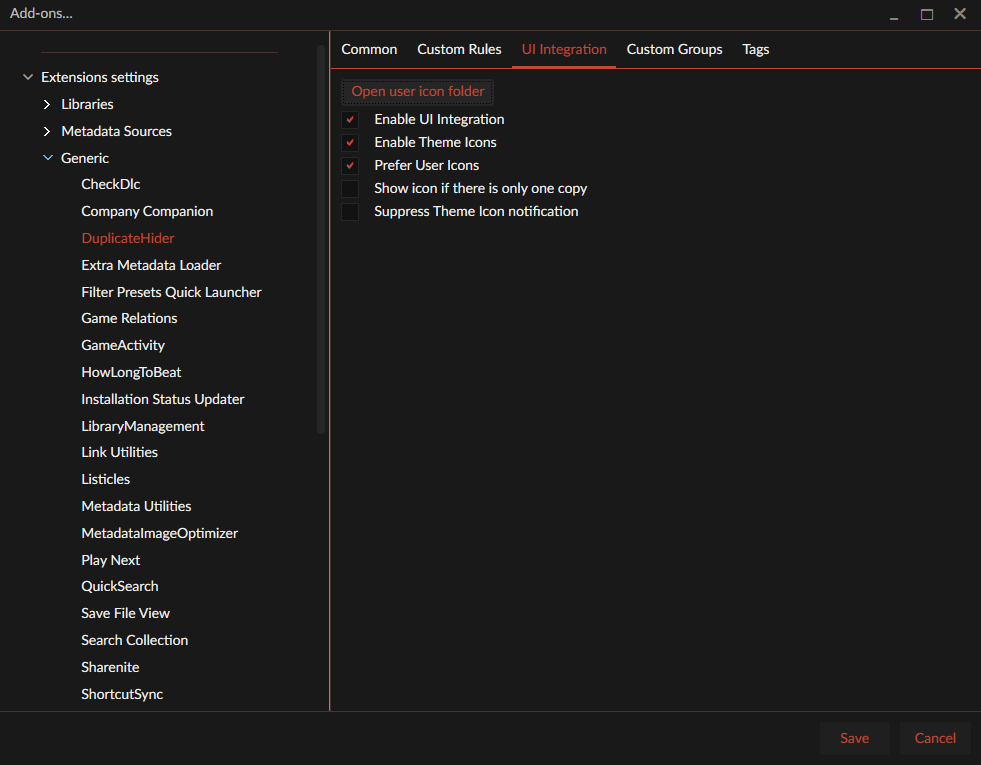 Add-ons...
Extensions settings
Libraries
Metadata Sources
Generic
CheckDlc
Company Companion
DuplicateHider
Extra Metadata Loader
Filter Presets Quick Launcher
Game Relations
GameActivity
HowLongToBeat
Installation Status Updater
LibraryManagement
Link Utilities
Listicles
Metadata Utilities
MetadataImageOptimizer
Play Next
QuickSearch
Save File View
Search Collection
Sharenite
ShortcutSync
Common Custom Rules UI Integration Custom Groups Tags
Open user icon folder
Enable UI Integration
Enable Theme Icons
Prefer User Icons
Show icon if there is only one copy
Suppress Theme Icon notification
Save Cancel